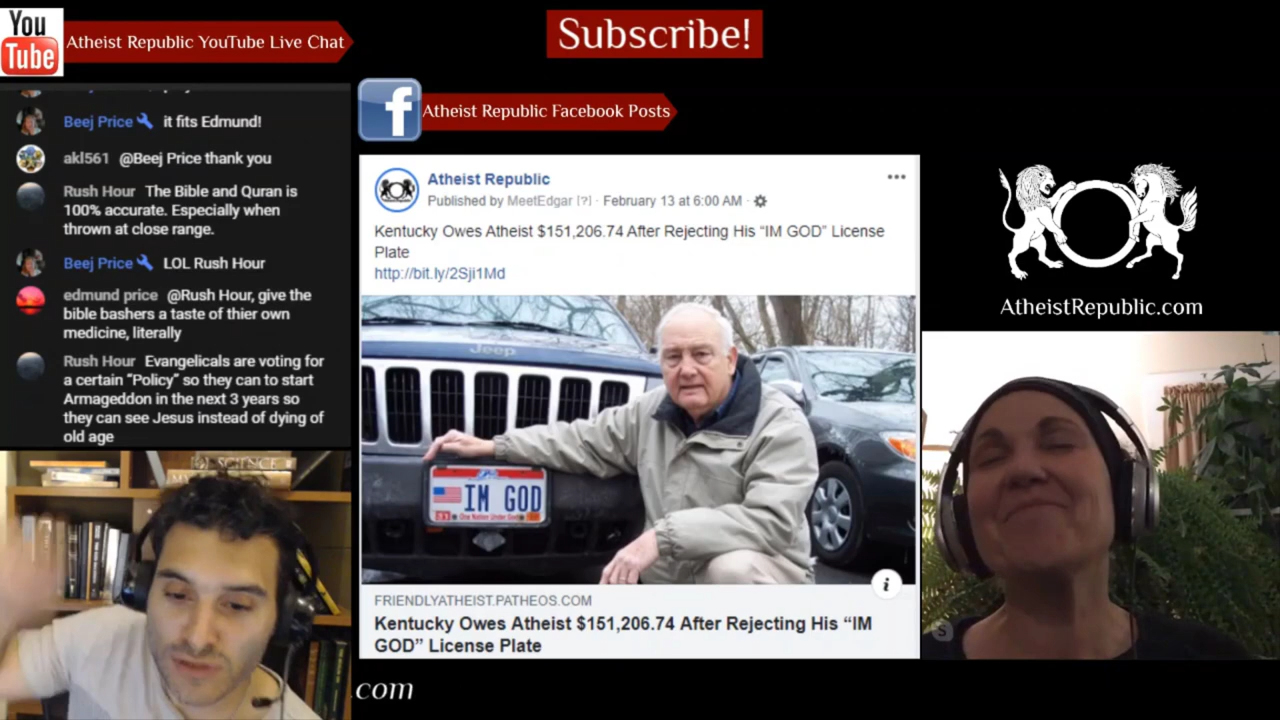 You
Tube
Atheist Republic YouTube Live Chat
Subscribe!
Beej Price it fits Edmund!
akl561 @Beej Price thank you
Rush Hour The Bible and Quran is
100% accurate. Especially when
thrown at close range.
Beej Price LOL Rush Hour
edmund price @Rush Hour, give the
bible bashers a taste of thier own
medicine, literally
Rush Hour Evangelicals are voting for
a certain “Policy” so they can to start
Armageddon in the next 3 years so
they can see Jesus instead of dying of
old age
f
Atheist Republic Facebook Posts
Atheist Republic
Published by MeetEdgar [?] · February 13 at 6:00 AM ·
Kentucky Owes Atheist $151,206.74 After Rejecting His “IM GOD” License
Plate
http://bit.ly/2Sji1Md
Jeep
IM GOD
One Nation Under God
i
FRIENDLYATHEIST.PATHEOS.COM
Kentucky Owes Atheist $151,206.74 After Rejecting His “IM
GOD” License Plate
AtheistRepublic.com
S
.com